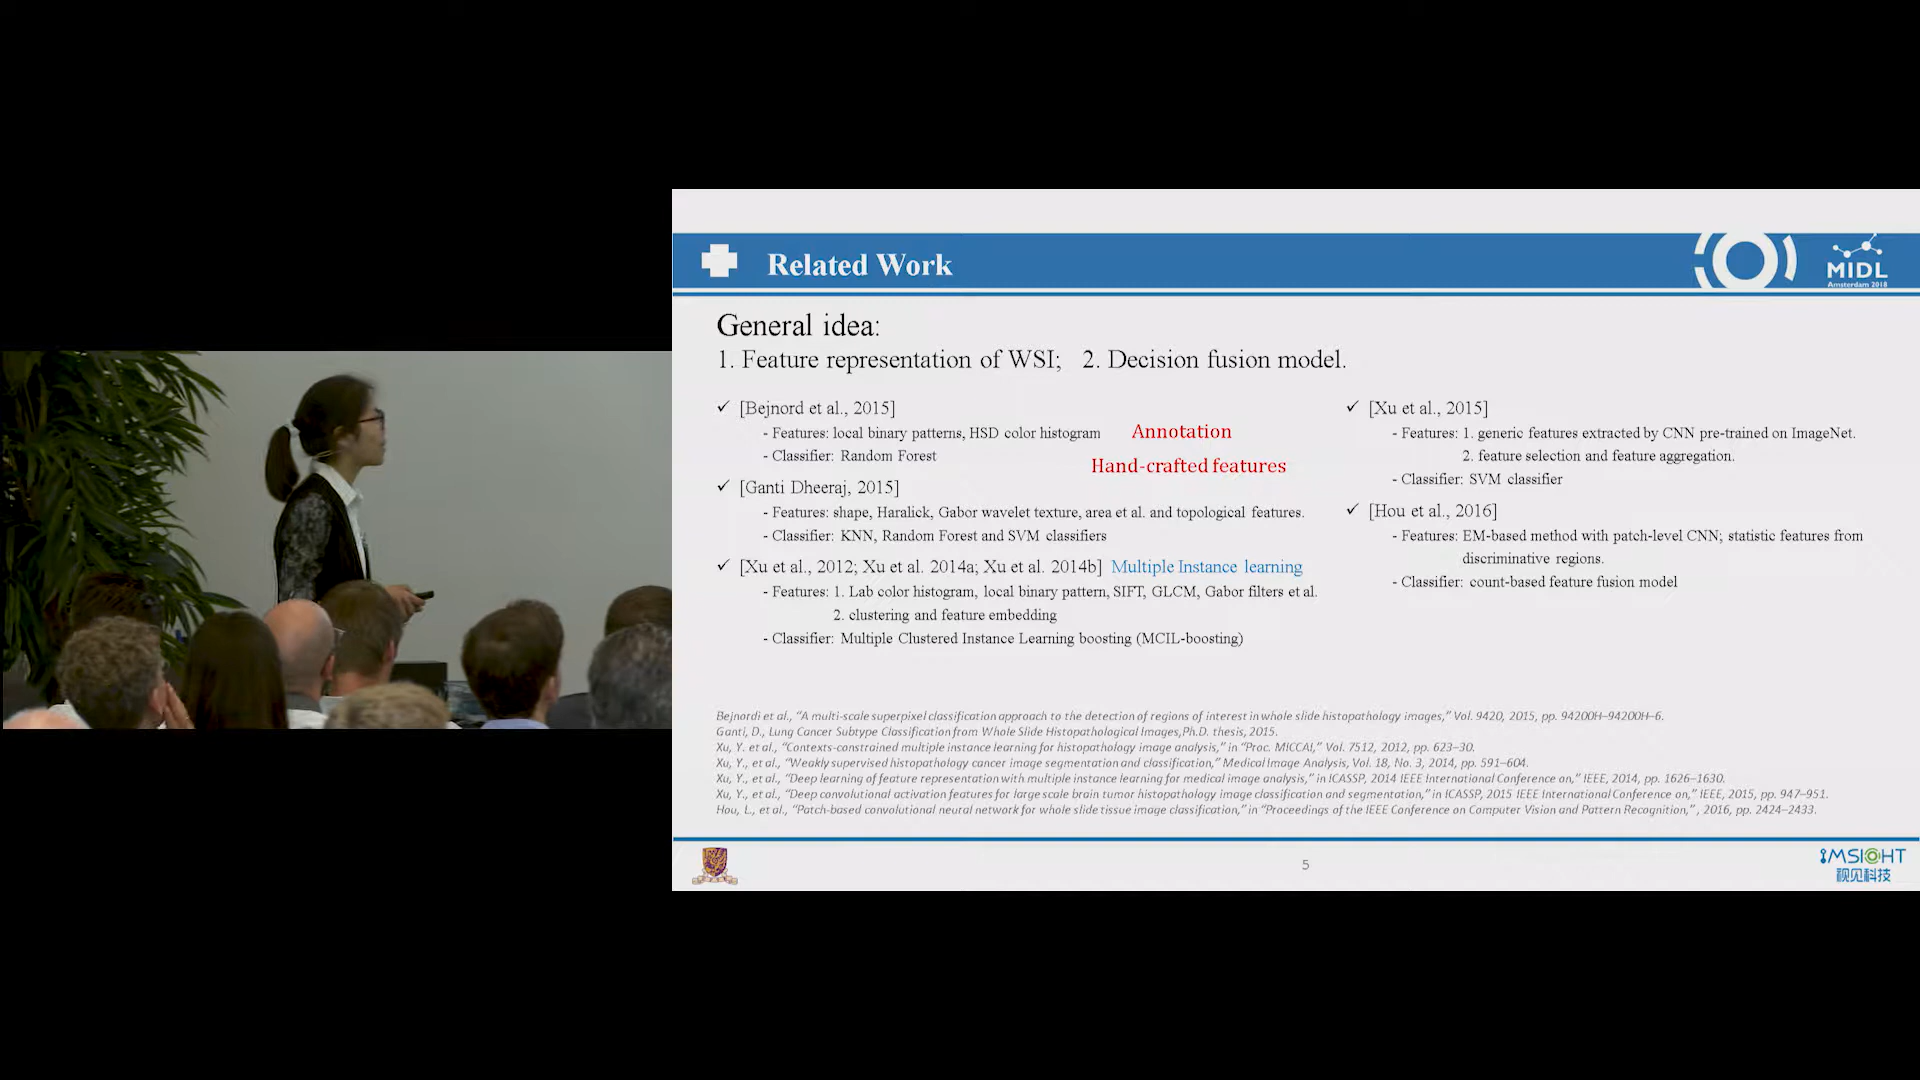 Related Work
MIDL
Amsterdam 2018
General idea:
1. Feature representation of WSI; 2. Decision fusion model.
✓ [Bejnord et al., 2015]
- Features: local binary patterns, HSD color histogram
- Classifier: Random Forest
Annotation
Hand-crafted features
✓ [Ganti Dheeraj, 2015]
- Features: shape, Haralick, Gabor wavelet texture, area et al. and topological features.
- Classifier: KNN, Random Forest and SVM classifiers
✓ [Xu et al., 2012; Xu et al. 2014a; Xu et al. 2014b] Multiple Instance learning
- Features: 1. Lab color histogram, local binary pattern, SIFT, GLCM, Gabor filters et al.
2. clustering and feature embedding
- Classifier: Multiple Clustered Instance Learning boosting (MCIL-boosting)
✓ [Xu et al., 2015]
- Features: 1. generic features extracted by CNN pre-trained on ImageNet.
2. feature selection and feature aggregation.
- Classifier: SVM classifier
✓ [Hou et al., 2016]
- Features: EM-based method with patch-level CNN; statistic features from
discriminative regions.
- Classifier: count-based feature fusion model
Bejnordi et al., “A multi-scale superpixel classification approach to the detection of regions of interest in whole slide histopathology images,” Vol. 9420, 2015, pp. 94200H–94200H–6.
Ganti, D., Lung Cancer Subtype Classification from Whole Slide Histopathological Images,Ph.D. thesis, 2015.
Xu, Y. et al., “Contexts-constrained multiple instance learning for histopathology image analysis,” in “Proc. MICCAI,” Vol. 7512, 2012, pp. 623–30.
Xu, Y., et al., “Weakly supervised histopathology cancer image segmentation and classification,” Medical Image Analysis, Vol. 18, No. 3, 2014, pp. 591–604.
Xu, Y., et al., “Deep learning of feature representation with multiple instance learning for medical image analysis,” in ICASSP, 2014 IEEE International Conference on,” IEEE, 2014, pp. 1626–1630.
Xu, Y., et al., “Deep convolutional activation features for large scale brain tumor histopathology image classification and segmentation,” in ICASSP, 2015 IEEE International Conference on,” IEEE, 2015, pp. 947–951.
Hou, L., et al., “Patch-based convolutional neural network for whole slide tissue image classification,” in “Proceedings of the IEEE Conference on Computer Vision and Pattern Recognition,” , 2016, pp. 2424–2433.
5
IMSIGHT
视见科技